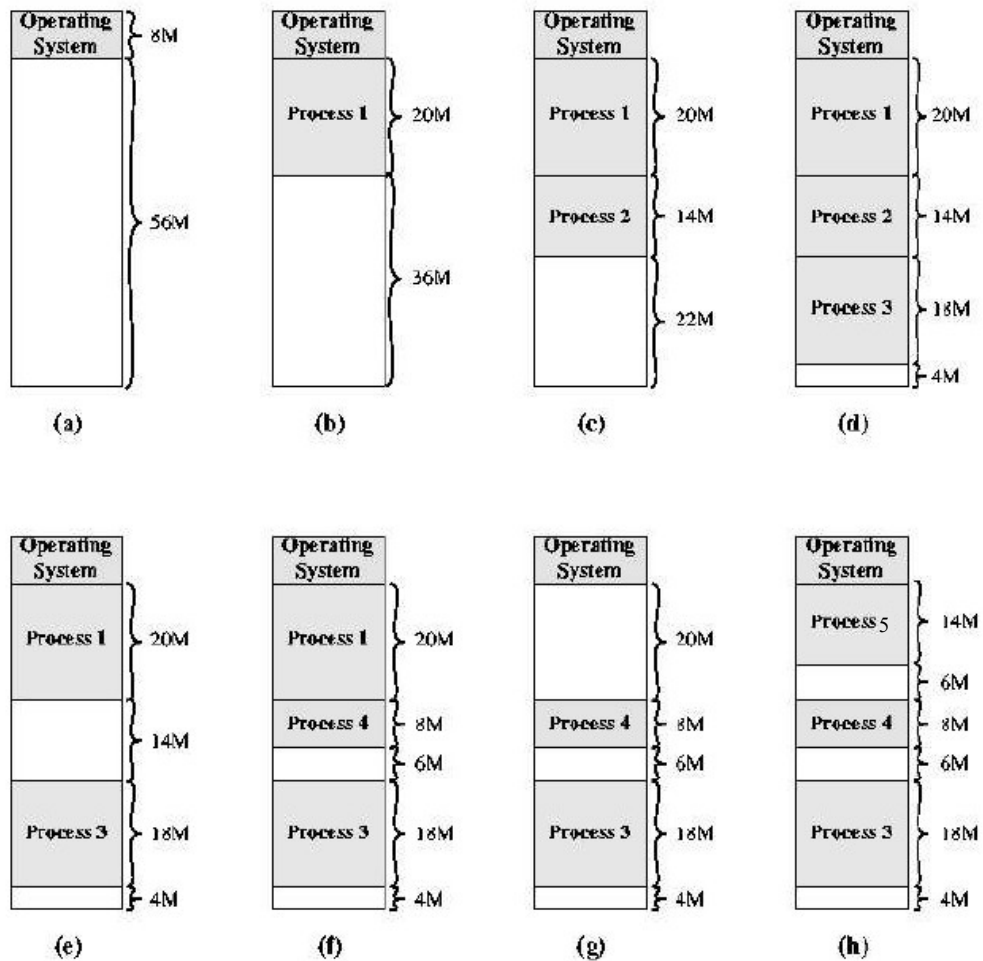 Operating
System
8M
56M
(a)
Operating
System
Process 1
20M
36M
(b)
Operating
System
Process 1
20M
Process 2
14M
22M
(c)
Operating
System
Process 1
20M
Process 2
14M
Process 3
18M
4M
(d)
Operating
System
Process 1
20M
14M
Process 3
18M
4M
(e)
Operating
System
Process 1
20M
Process 4
8M
6M
Process 3
18M
4M
(f)
Operating
System
20M
Process 4
8M
6M
Process 3
18M
4M
(g)
Operating
System
Process 5
14M
6M
Process 4
8M
6M
Process 3
18M
4M
(h)